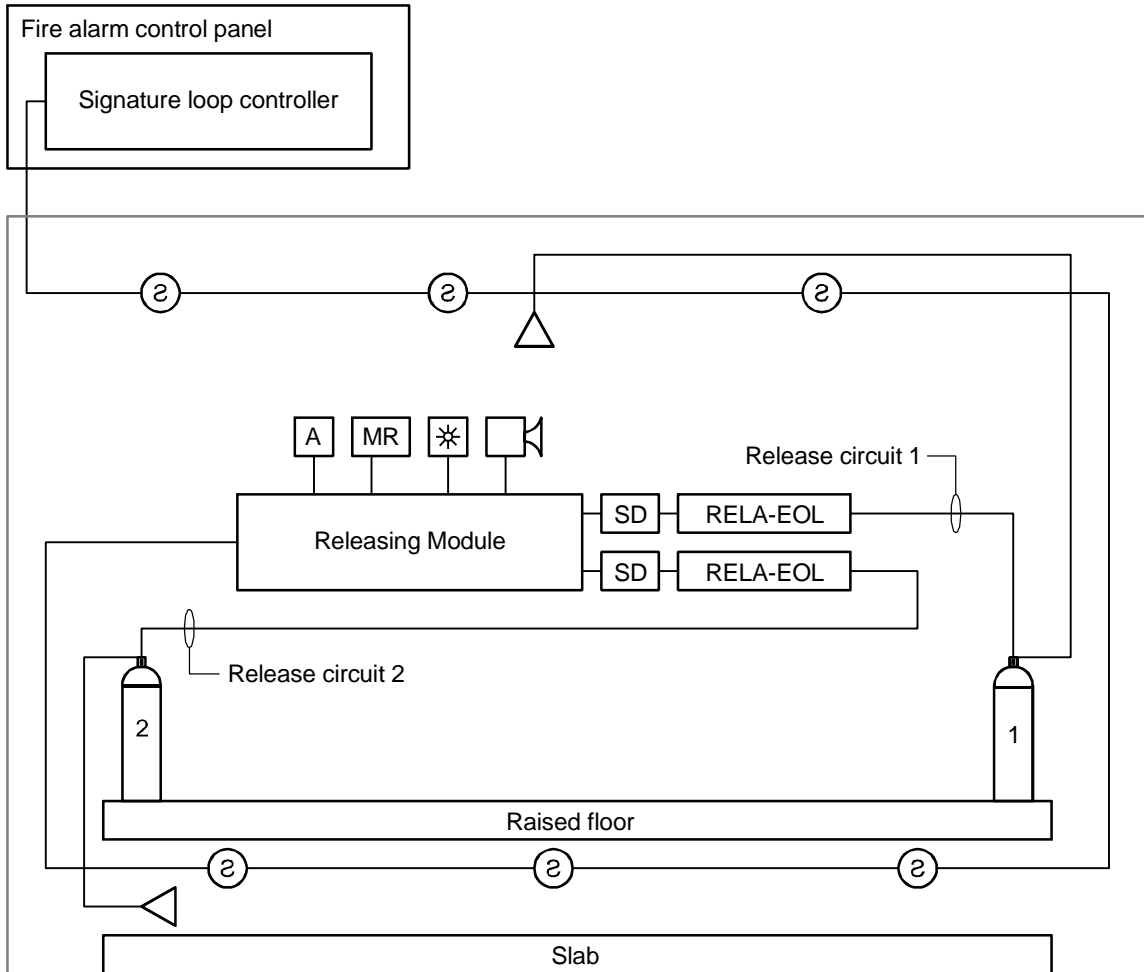 Fire alarm control panel
Signature loop controller
S
S
S
A
MR
Release circuit 1
SD
RELA-EOL
Releasing Module
SD
RELA-EOL
Release circuit 2
2
1
Raised floor
S
S
S
Slab